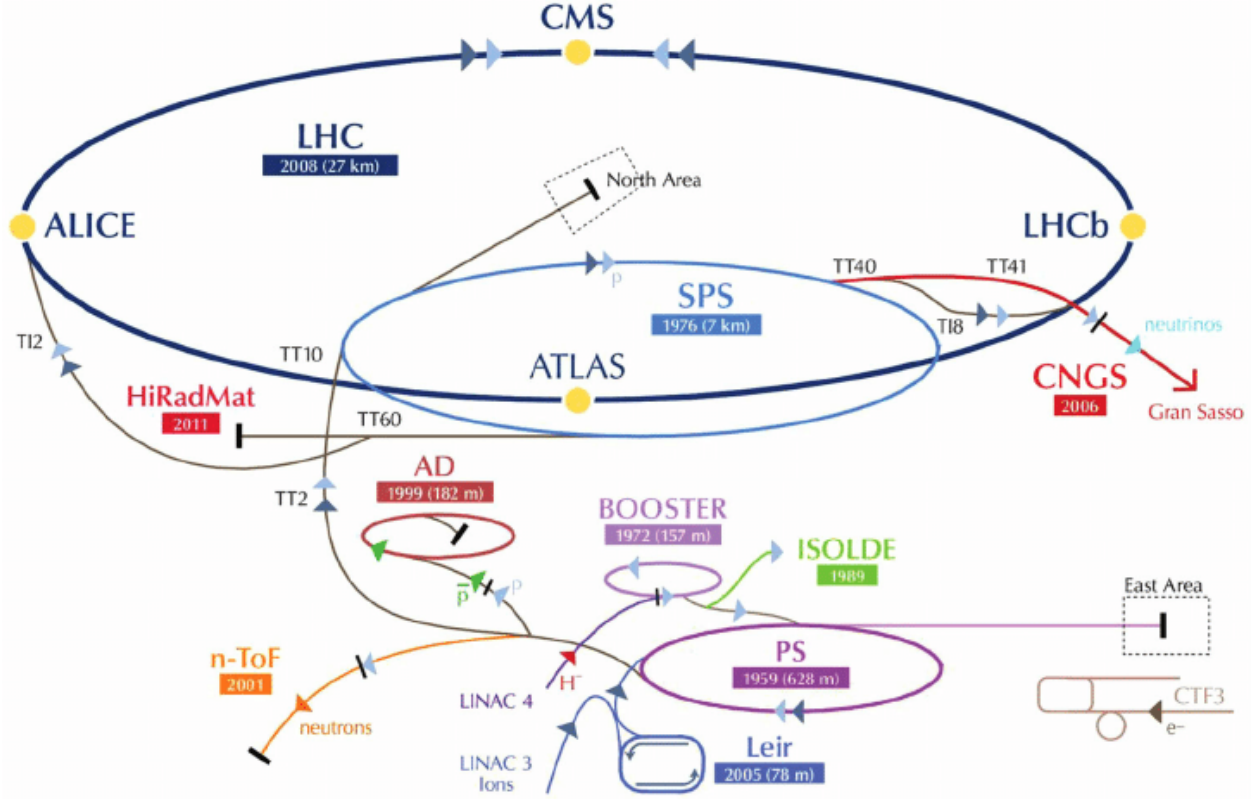 CMS
LHC
2008 (27 km)
North Area
ALICE
LHCb
TT40
TT41
SPS
1976 (7 km)
p
TI8
neutrinos
TI2
TT10
ATLAS
CNGS
2006
Gran Sasso
HiRadMat
2011
TT60
AD
1999 (182 m)
TT2
BOOSTER
1972 (157 m)
ISOLDE
1989
p̅
p
East Area
n-ToF
2001
neutrons
PS
1959 (628 m)
LINAC 4
H⁻
CTF3
e–
LINAC 3
Ions
Leir
2005 (78 m)